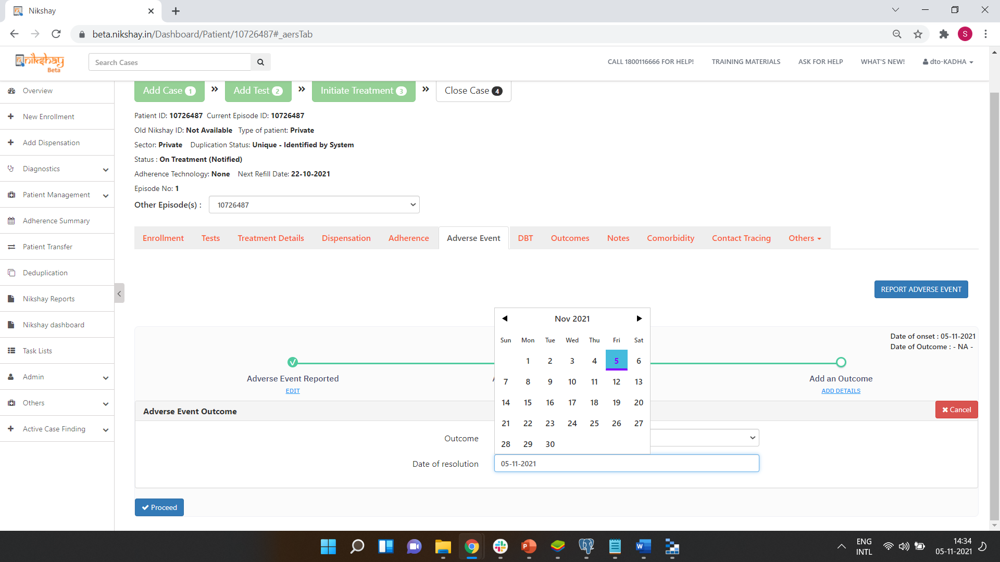 Nikshay
beta.nikshay.in/Dashboard/Patient/10726487#_aersTab
S
nikshay
Beta
Search Cases
CALL 1800116666 FOR HELP!
TRAINING MATERIALS
ASK FOR HELP
WHAT'S NEW!
dto-KADHA
Overview
New Enrollment
Add Dispensation
Diagnostics
Patient Management
Adherence Summary
Patient Transfer
Deduplication
Nikshay Reports
Nikshay dashboard
Task Lists
Admin
Others
Active Case Finding
Add Case 1 » Add Test 2 » Initiate Treatment 3 » Close Case 4
Patient ID: 10726487 Current Episode ID: 10726487
Old Nikshay ID: Not Available Type of patient: Private
Sector: Private Duplication Status: Unique - Identified by System
Status : On Treatment (Notified)
Adherence Technology: None Next Refill Date: 22-10-2021
Episode No: 1
Other Episode(s) : 10726487
Enrollment Tests Treatment Details Dispensation Adherence Adverse Event DBT Outcomes Notes Comorbidity Contact Tracing Others
REPORT ADVERSE EVENT
Date of onset : 05-11-2021
Date of Outcome : - NA -
Adverse Event Reported
EDIT
Add an Outcome
ADD DETAILS
Nov 2021
Sun Mon Tue Wed Thu Fri Sat
1 2 3 4 5 6
7 8 9 10 11 12 13
14 15 16 17 18 19 20
21 22 23 24 25 26 27
28 29 30
Adverse Event Outcome
Cancel
Outcome
Date of resolution 05-11-2021
Proceed
ENG
INTL
14:34
05-11-2021